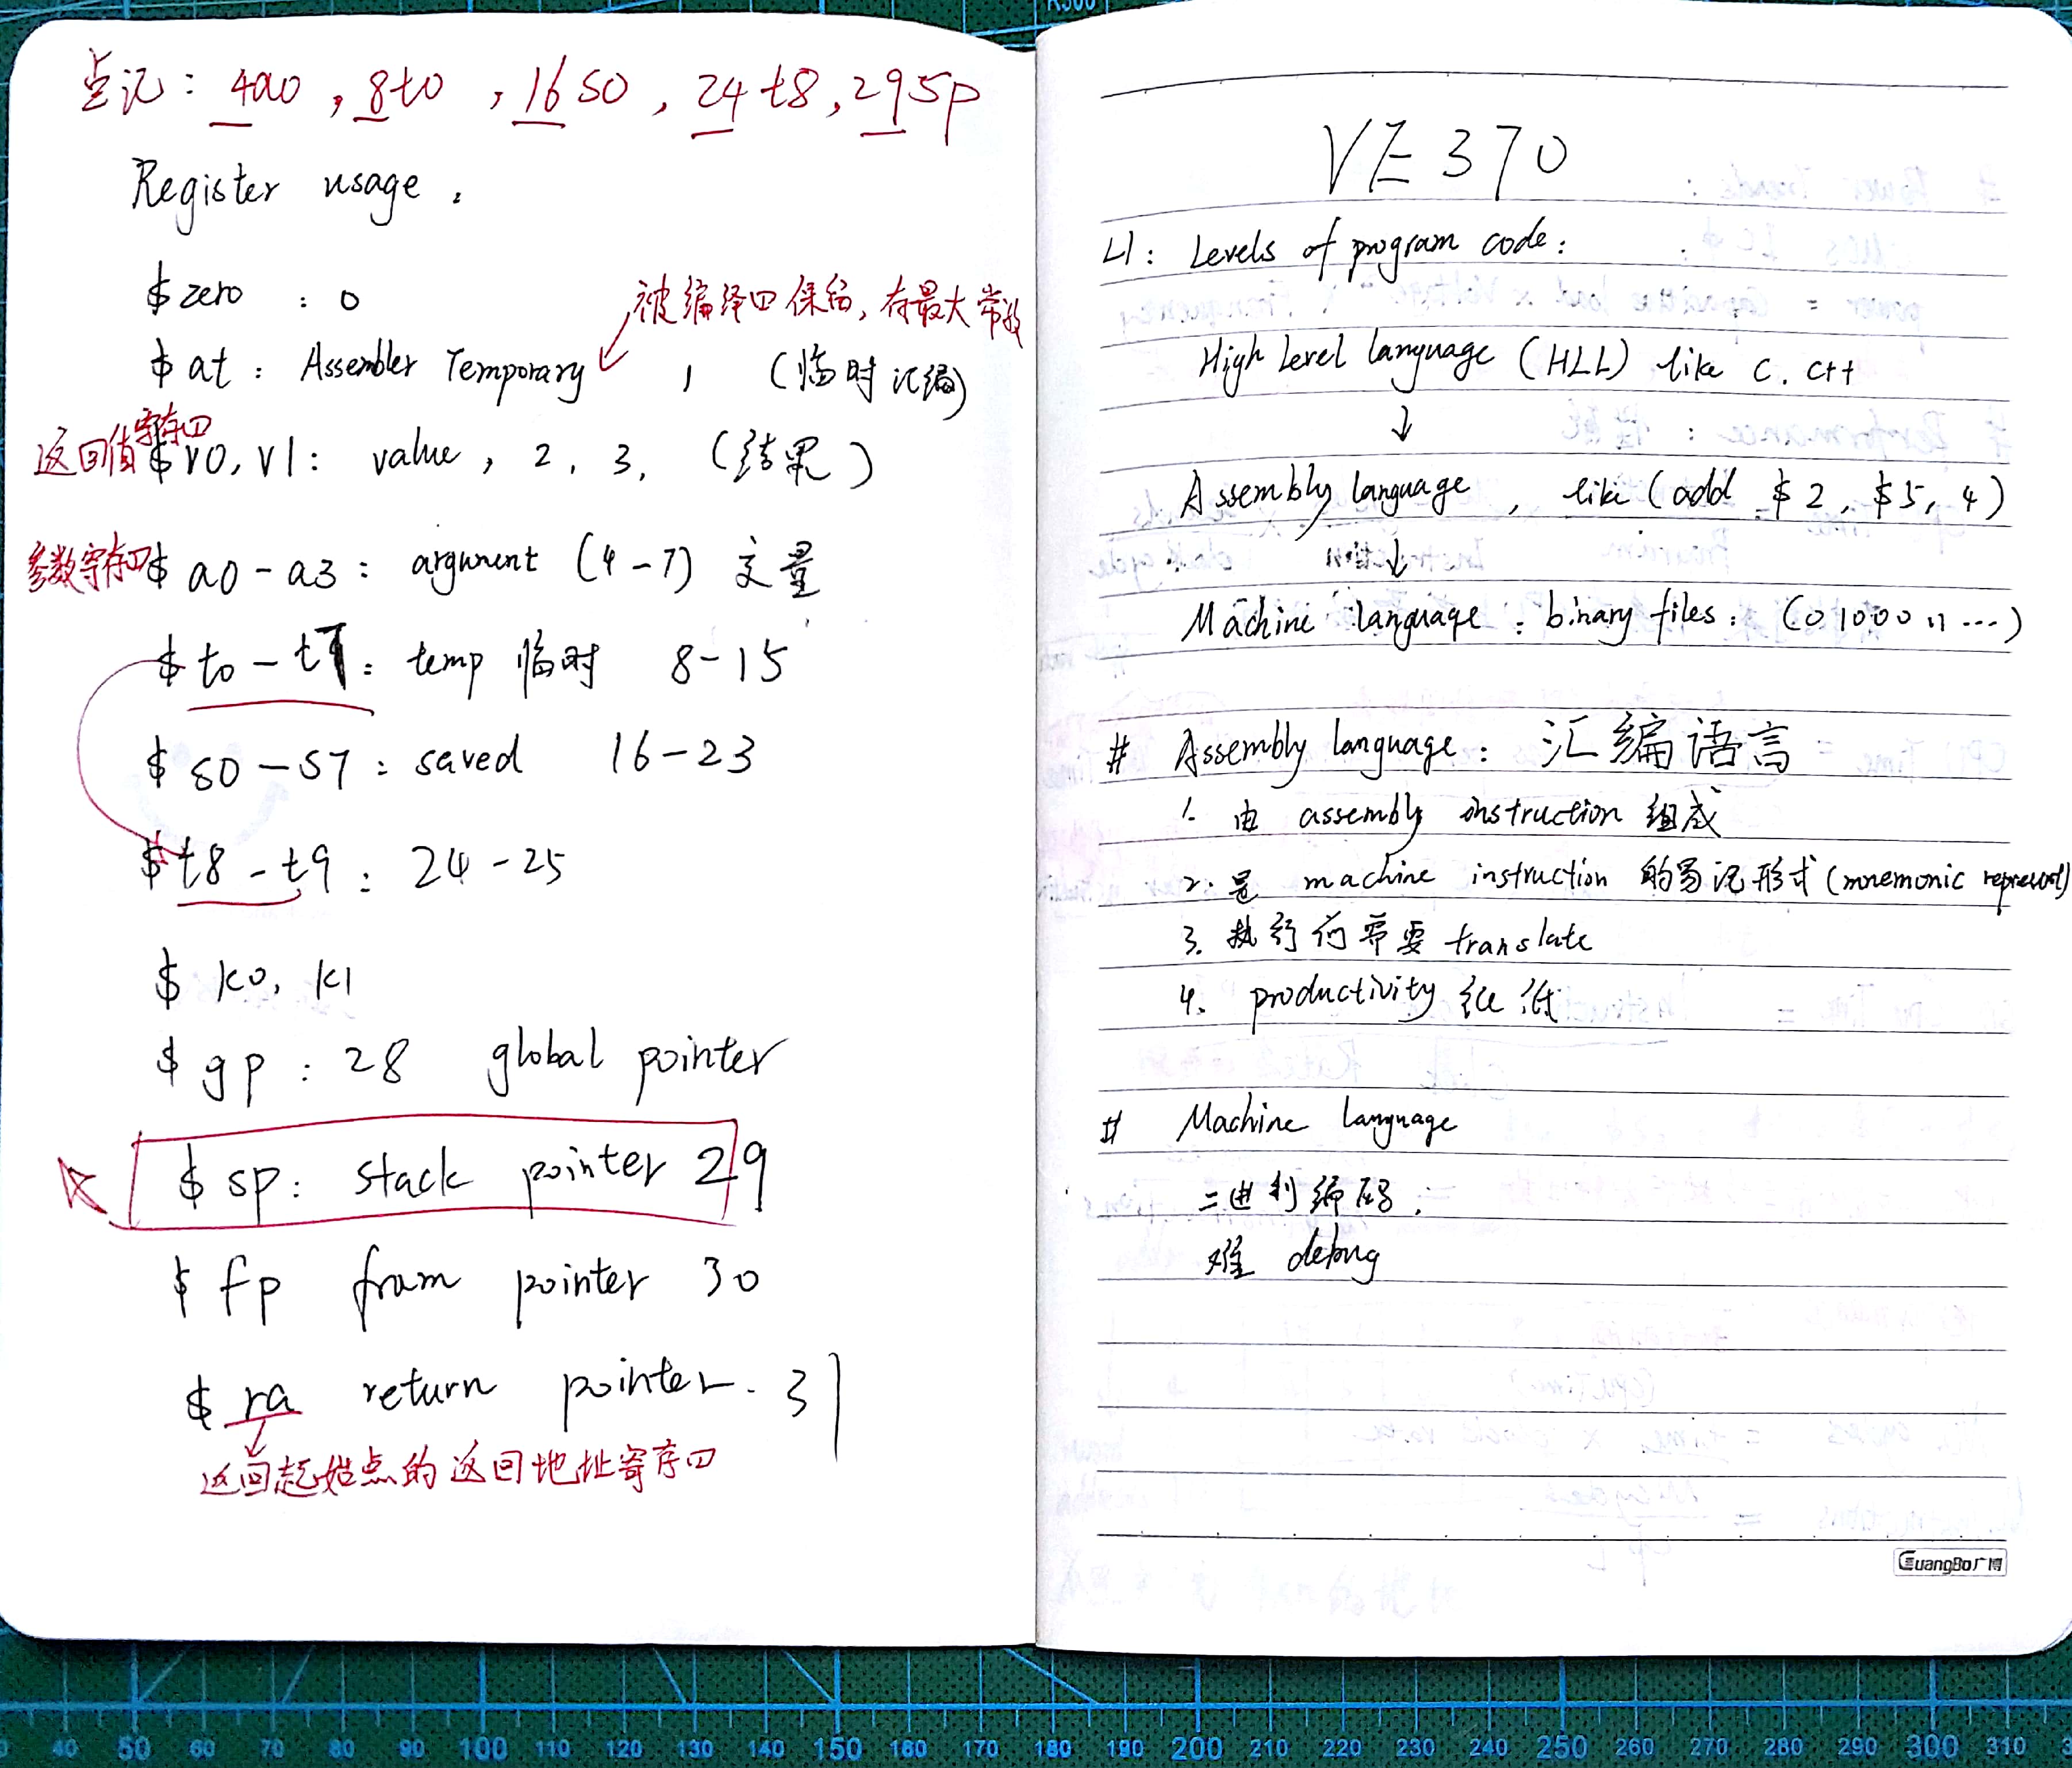 点记: 4a0, 8t0, 16s0, 24t8, 29sp
Register usage.
$zero : 0
被编译四保留, 存最大常数
$at: Assembler Temporary 1 (临时汇编)
返回值寄存四
$v0, v1: value, 2, 3, (结果)
参数寄存四
$a0-a3: argument (4-7) 变量
$t0-t7: temp 临时 8-15
$s0-s7: saved 16-23
$t8-t9: 24-25
$k0, k1
$gp: 28 global pointer
$sp: stack pointer 29
$fp fram pointer 30
$ra return pointer. 31
返回起始点的返回地址寄存四
VE370
L1: Levels of program code:
High Level language (HLL) like C. C++
↓
Assembly language, like (add $2, $5, 4)
↓
Machine language: binary files: (0100011...)
# Assembly language: 汇编语言
1. 由 assembly instruction 组成
2. 是 machine instruction 的易记形式 (mnemonic represent)
3. 执行前需要 translate
4. productivity 很低
# Machine language
二进制编码:
难 debug
GuangBo广博
40 50 60 70 80 90 100 110 120 130 140 150 160 170 180 190 200 210 220 230 240 250 260 270 280 290 300 310